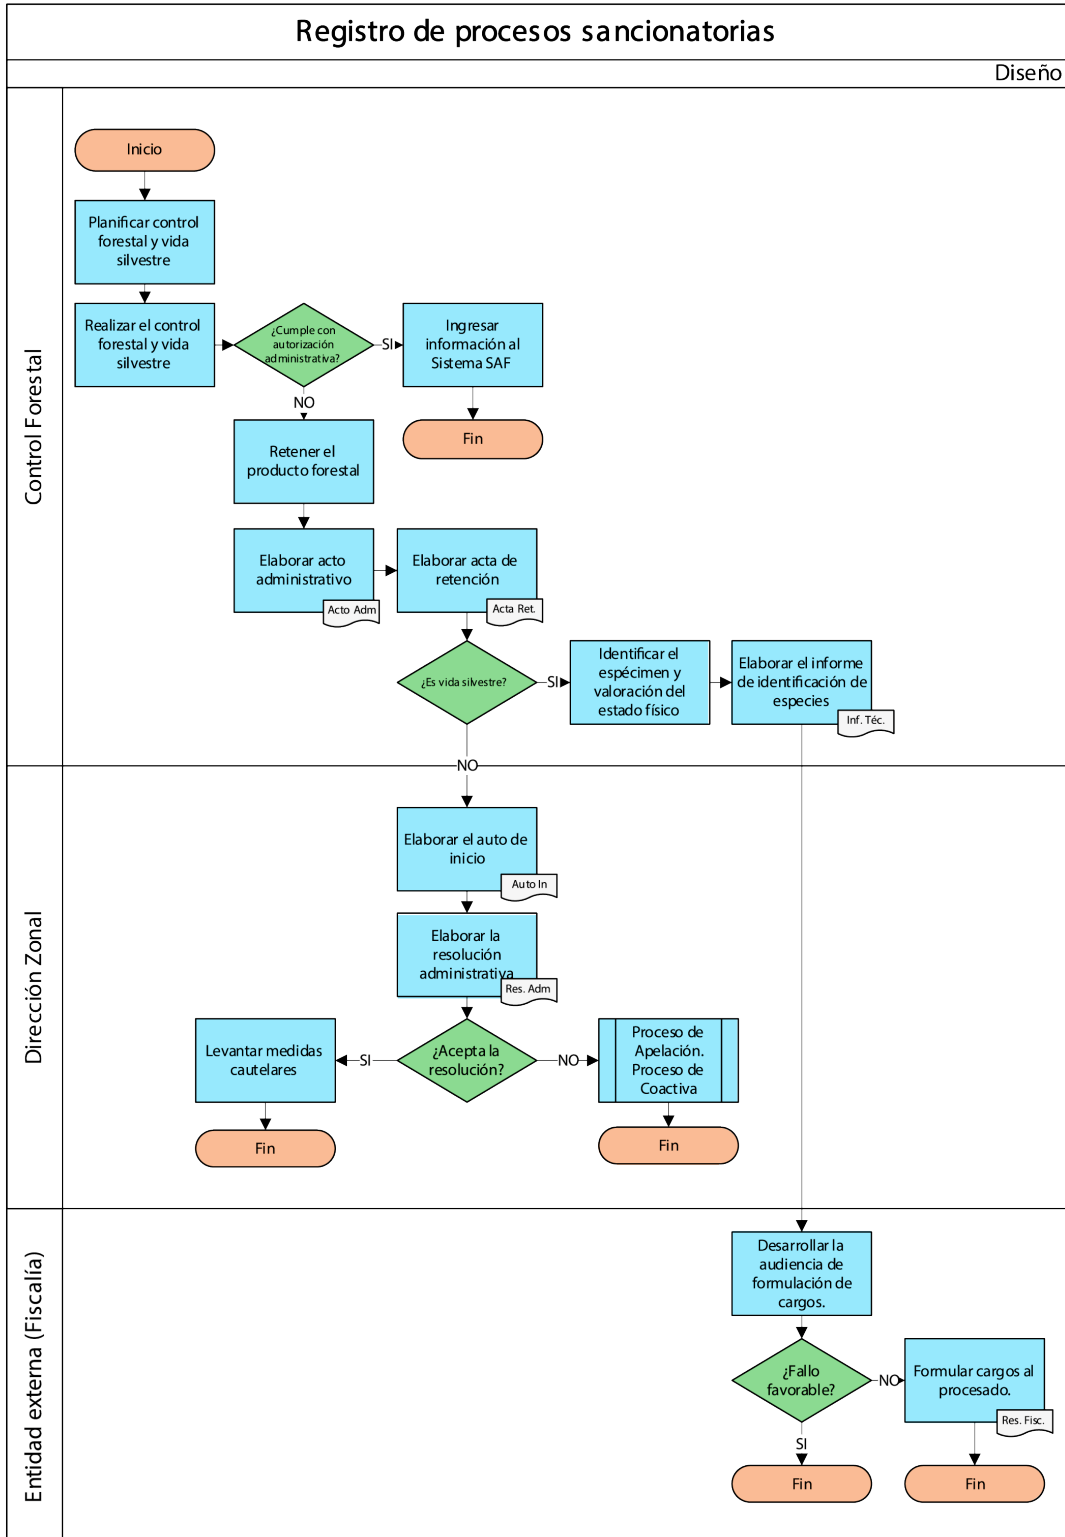 Registro de procesos sancionatorias
Diseño
Control Forestal
Inicio
Planificar control
forestal y vida
silvestre
Realizar el control
forestal y vida
silvestre
¿Cumple con
autorización
administrativa?
SI
Ingresar
información al
Sistema SAF
NO
Fin
Retener el
producto forestal
Elaborar acto
administrativo
Acto Adm
Elaborar acta de
retención
Acta Ret.
¿Es vida silvestre?
SI
Identificar el
espécimen y
valoración del
estado físico
Elaborar el informe
de identificación de
especies
Inf. Téc.
NO
Dirección Zonal
Elaborar el auto de
inicio
Auto In
Elaborar la
resolución
administrativa
Res. Adm
¿Acepta la
resolución?
SI
Levantar medidas
cautelares
Fin
NO
Proceso de
Apelación.
Proceso de
Coactiva
Fin
Entidad externa (Fiscalía)
Desarrollar la
audiencia de
formulación de
cargos.
¿Fallo
favorable?
NO
Formular cargos al
procesado.
Res. Fisc.
SI
Fin
Fin